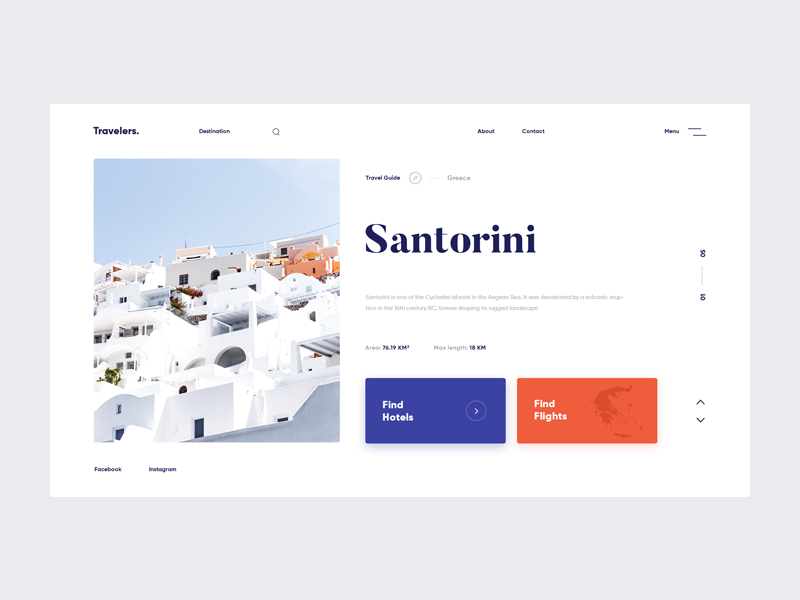 Travelers.
Destination
About
Contact
Menu
Travel Guide
Greece
Santorini
05
01
Santorini is one of the Cyclades islands in the Aegean Sea. It was devastated by a volcanic erup-
tion in the 16th century BC, forever shaping its rugged landscape
Area: 76.19 KM²
Max length: 18 KM
Find
Hotels
Find
Flights
Facebook
Instagram